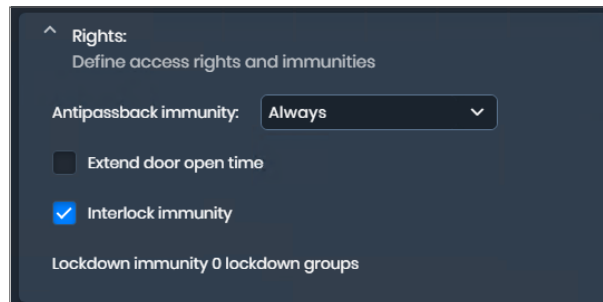 Rights:
Define access rights and immunities
Antipassback immunity: Always
Extend door open time
Interlock immunity
Lockdown immunity 0 lockdown groups